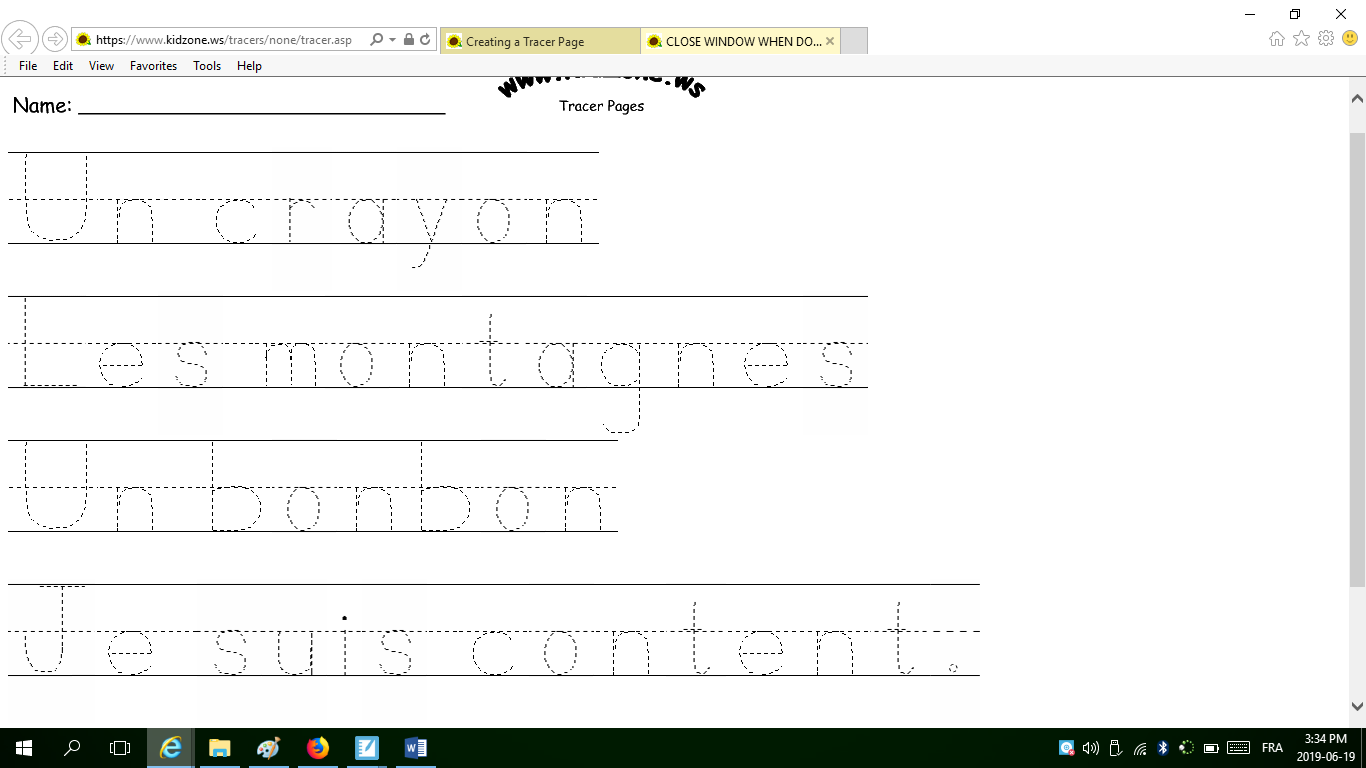 https://www.kidzone.ws/tracers/none/tracer.asp
Creating a Tracer Page
CLOSE WINDOW WHEN DO...
File Edit View Favorites Tools Help
Name:
Tracer Pages
Un crayon
Les montagnes
Un bonbon
Je suis content.
FRA
3:34 PM
2019-06-19